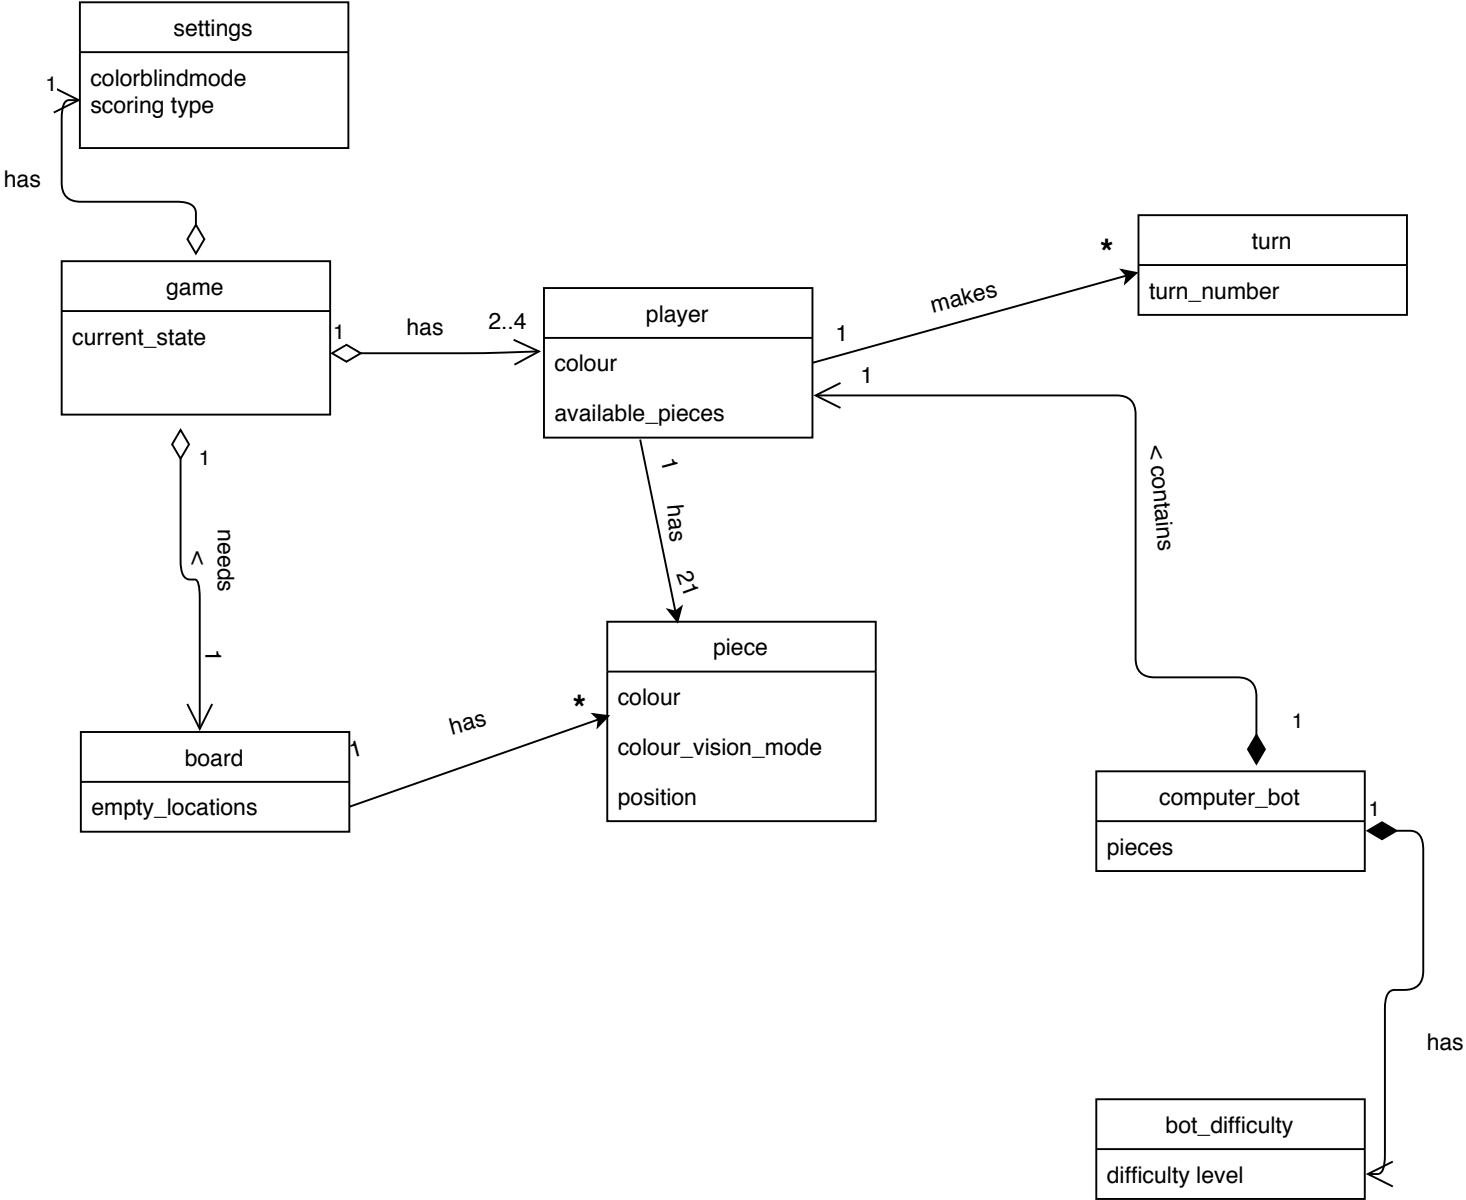 settings
colorblindmode
scoring type
1
has
game
current_state
1
has
2..4
player
colour
available_pieces
1
makes
*
turn
turn_number
1
< contains
1
1
has
21
1
needs
<
1
board
empty_locations
1
has
*
piece
colour
colour_vision_mode
position
computer_bot
pieces
1
has
bot_difficulty
difficulty level